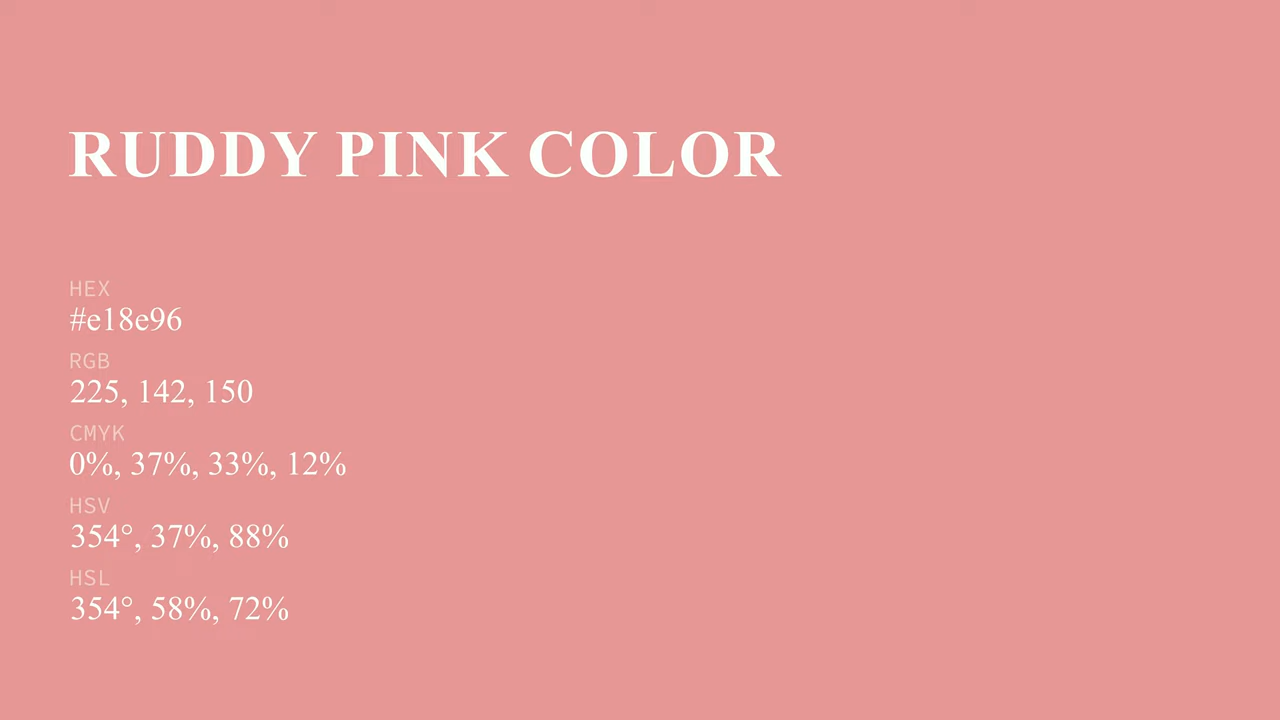 RUDDY PINK COLOR
HEX
#e18e96
RGB
225, 142, 150
CMYK
0%, 37%, 33%, 12%
HSV
354°, 37%, 88%
HSL
354°, 58%, 72%